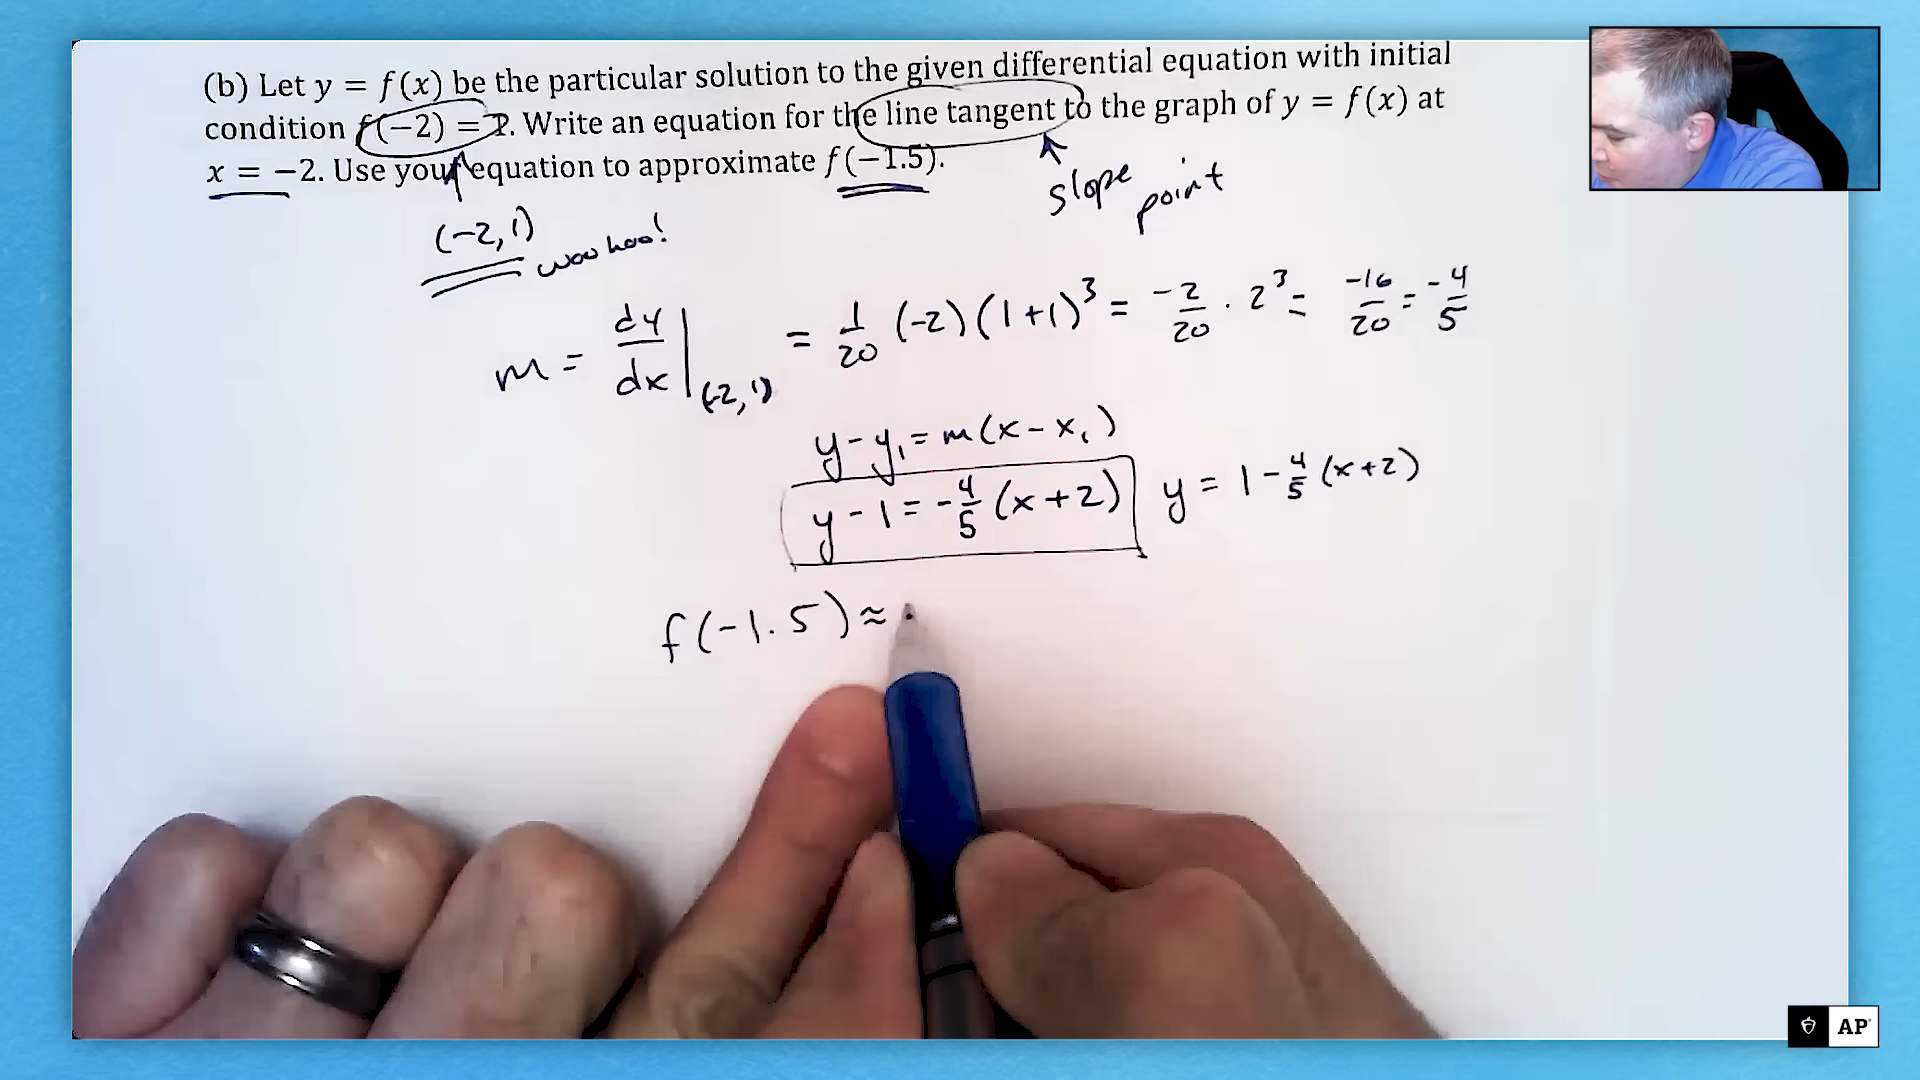 (b) Let y = f(x) be the particular solution to the given differential equation with initial
condition f(−2) = 1. Write an equation for the line tangent to the graph of y = f(x) at
x = −2. Use your equation to approximate f(−1.5).
slope point
(-2,1) woo hoo!
m = dy/dx |(-2,1) = 1/20 (-2)(1+1)^3 = -2/20 · 2^3 = -16/20 = -4/5
y - y₁ = m(x - x₁)
y - 1 = -4/5 (x+2) y = 1 - 4/5 (x+2)
f(-1.5) ≈
AP